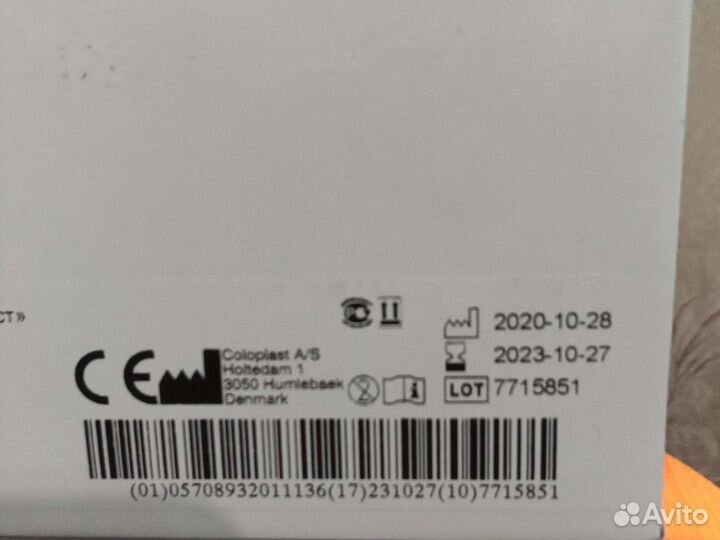 ст»
2020-10-28
2023-10-27
LOT 7715851
CE
Coloplast A/S
Holtedam 1
3050 Humlebaek
Denmark
(01)05708932011136(17)231027(10)7715851
Avito